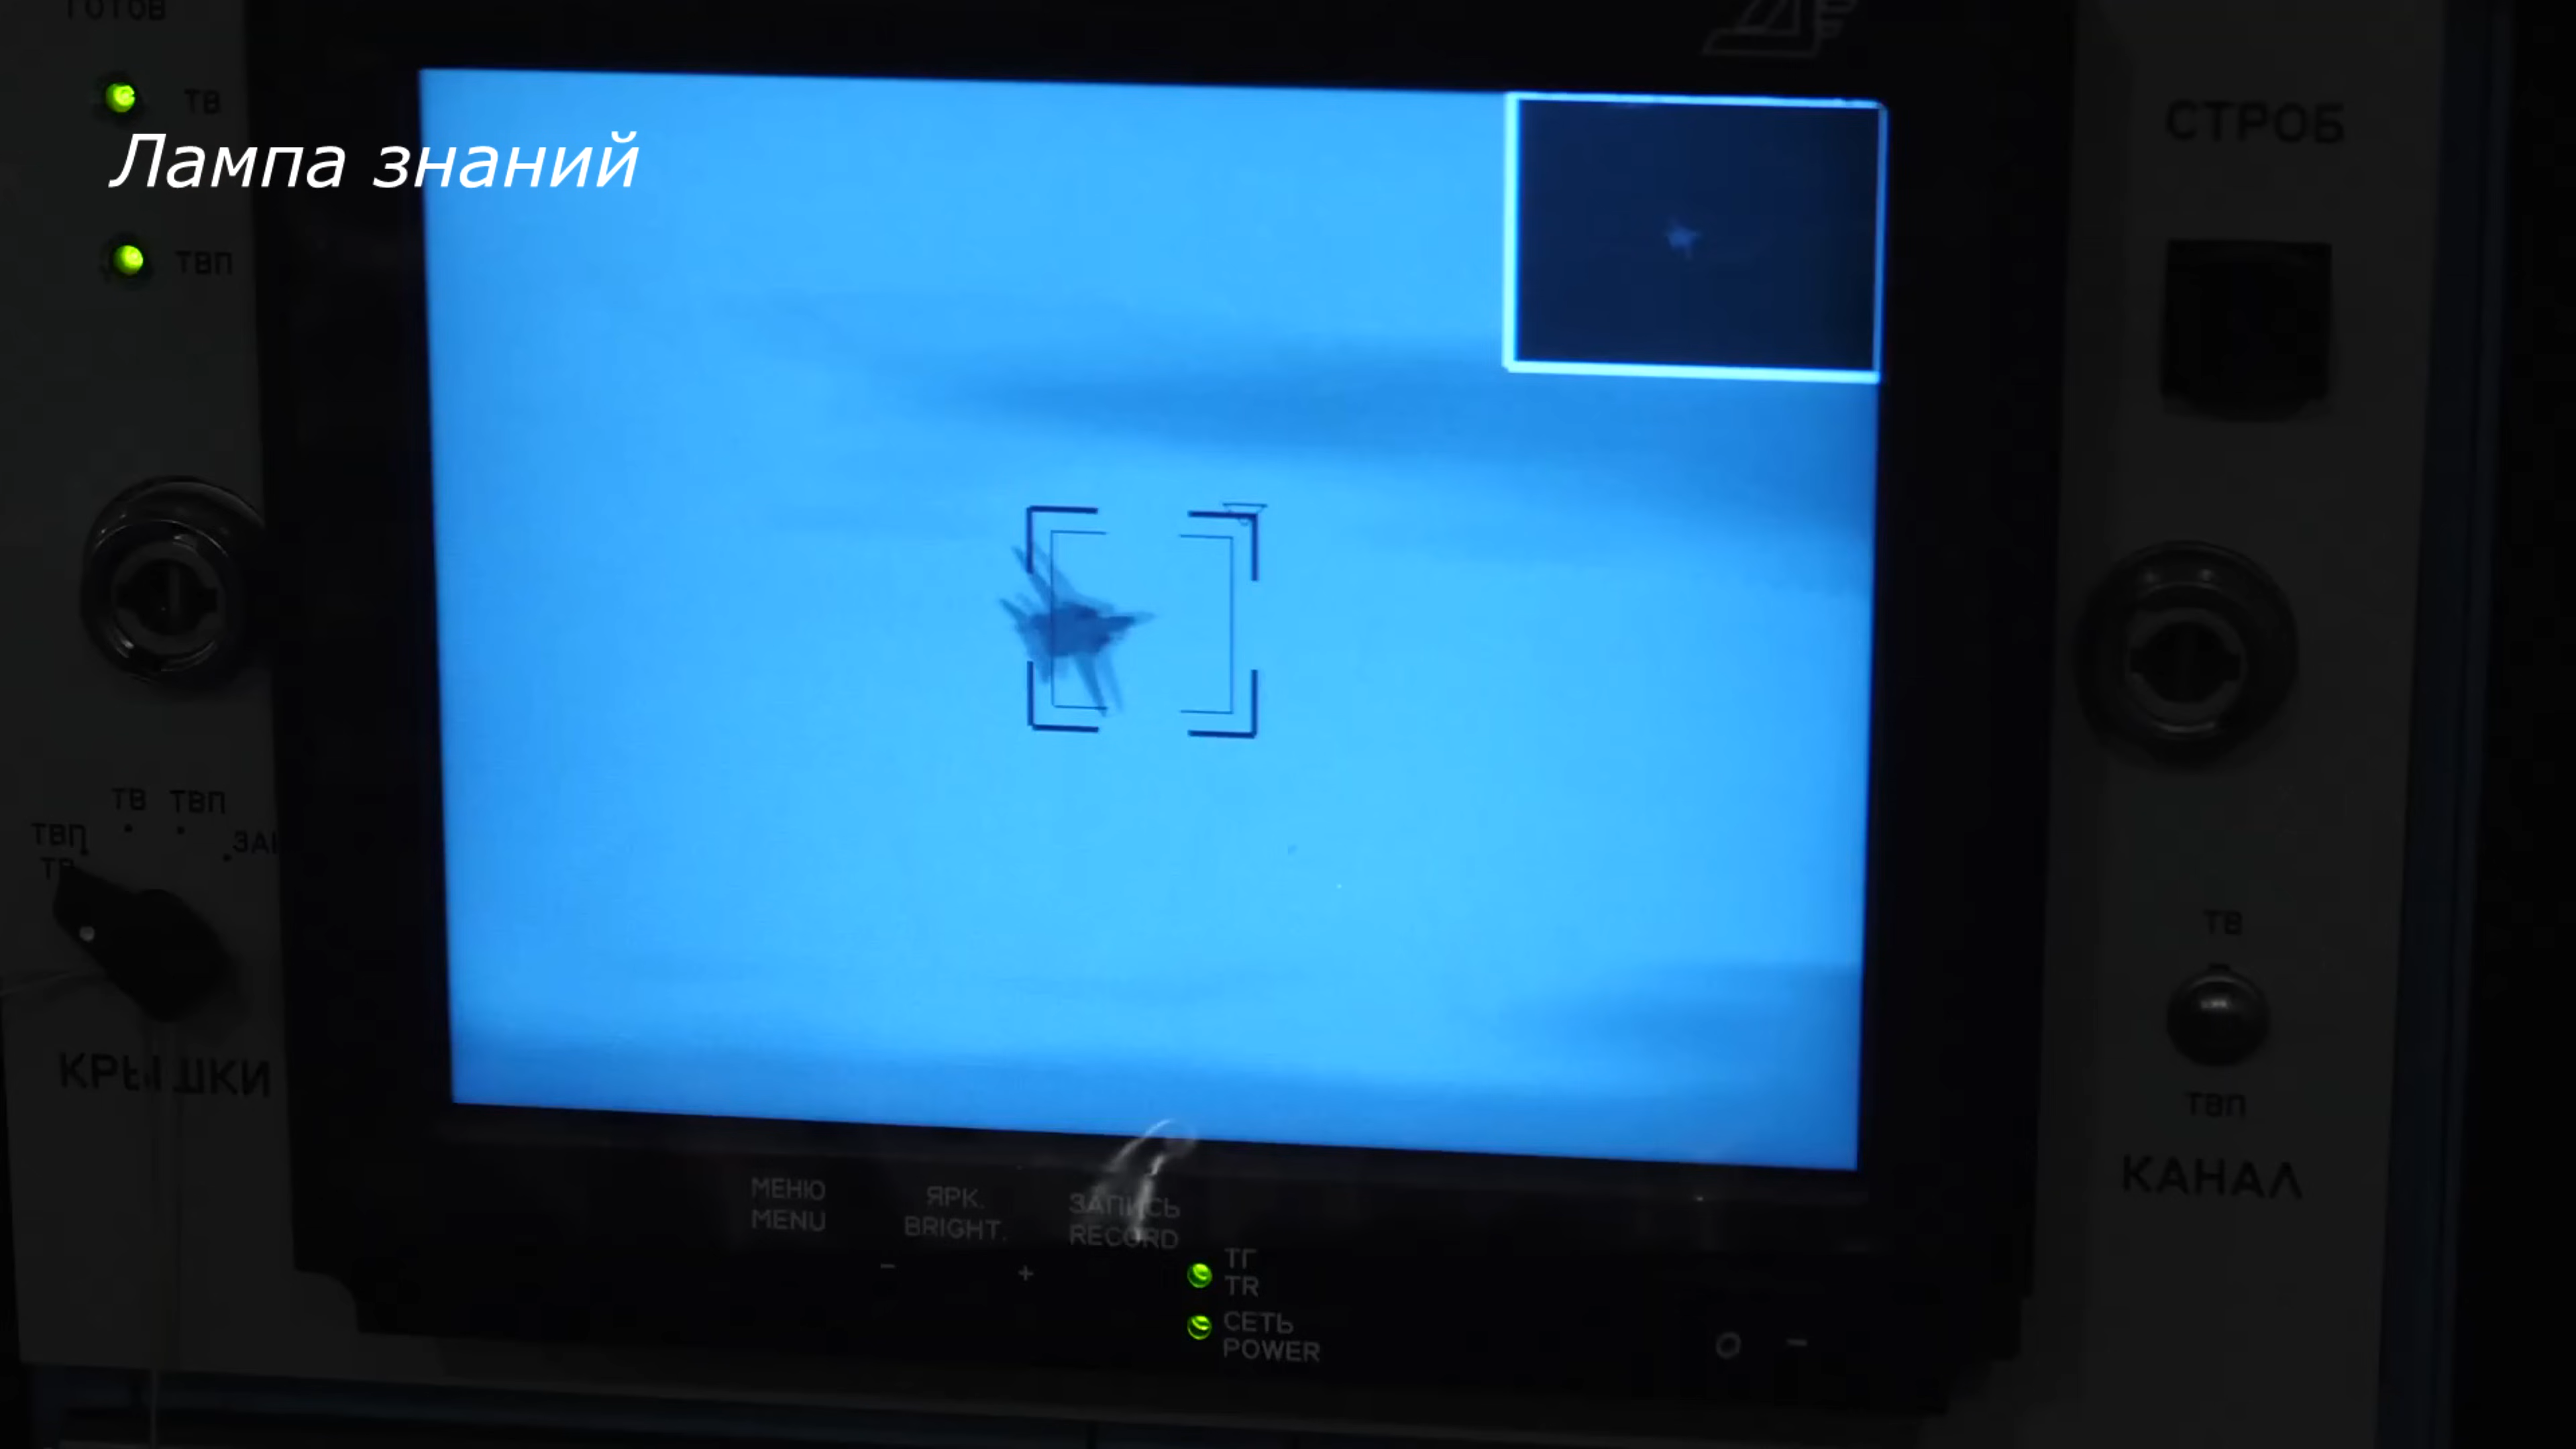 ГОТОВ
ТВ
Лампа знаний
ТВП
СТРОБ
ТВ ТВП
ТВП
КРЫШКИ
ТВ
ТВП
КАНАЛ
МЕНЮ
MENU
ЯРК.
BRIGHT.
ЗАПИСЬ
RECORD
- +
ТГ
TR
СЕТЬ
POWER